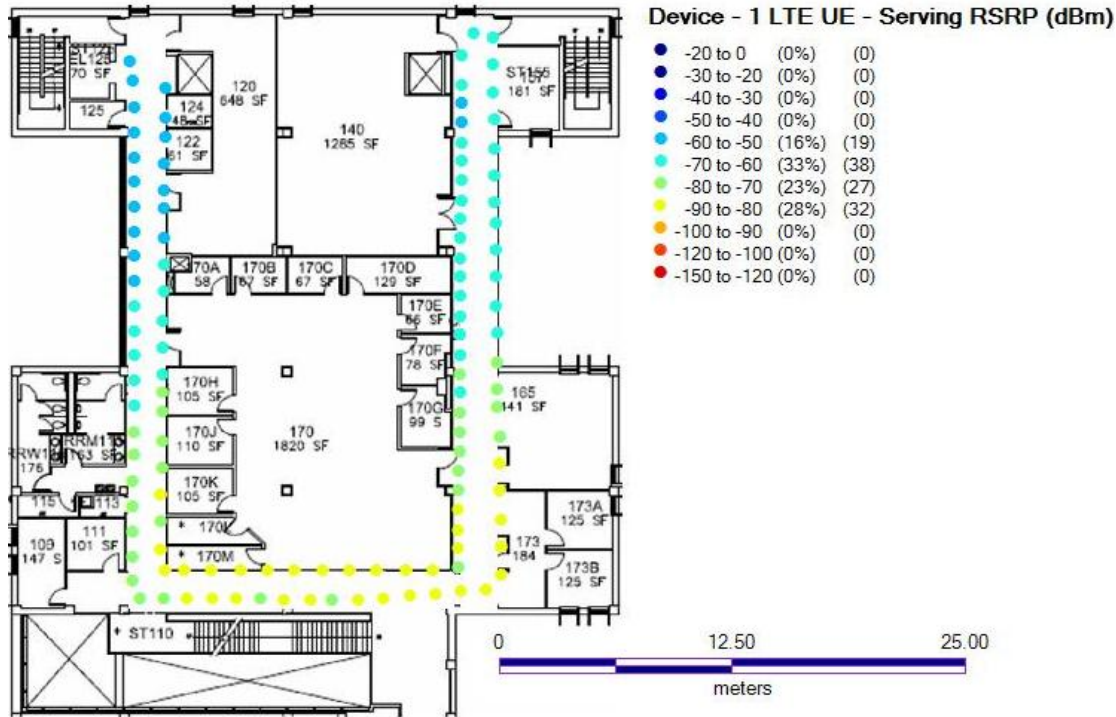 Device - 1 LTE UE - Serving RSRP (dBm)
-20 to 0 (0%) (0)
-30 to -20 (0%) (0)
-40 to -30 (0%) (0)
-50 to -40 (0%) (0)
-60 to -50 (16%) (19)
-70 to -60 (33%) (38)
-80 to -70 (23%) (27)
-90 to -80 (28%) (32)
-100 to -90 (0%) (0)
-120 to -100 (0%) (0)
-150 to -120 (0%) (0)
70 SF
125
120
648 SF
124
122
61 SF
140
1265 SF
ST155
181 SF
70A
58
170B
67 SF
170C
67 SF
170D
129 SF
170E
66 SF
170F
78 SF
170G
99 S
170H
105 SF
170J
110 SF
170K
105 SF
* 170L
* 170M
170
1820 SF
165
141 SF
176
163 SF
115
113
109
147 S
111
101 SF
173
184
173A
125 SF
173B
125 SF
ST110
0 12.50 25.00
meters